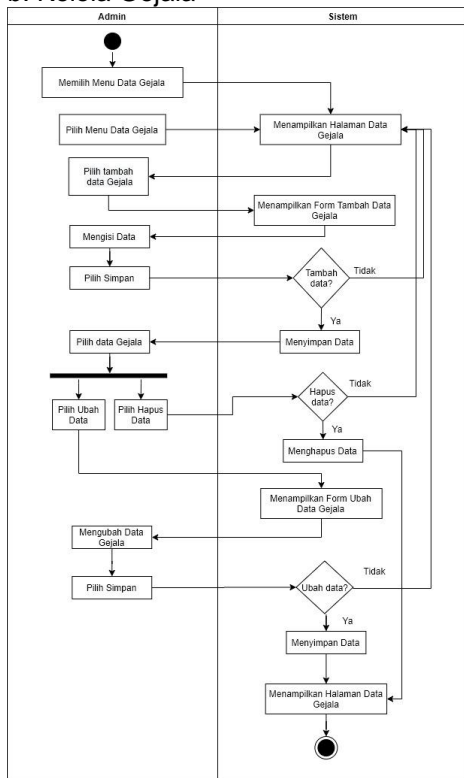 b. Kelola Gejala
Admin
Sistem
Memilih Menu Data Gejala
Pilih Menu Data Gejala
Menampilkan Halaman Data
Gejala
Pilih tambah
data Gejala
Menampilkan Form Tambah Data
Gejala
Mengisi Data
Pilih Simpan
Tambah
data?
Tidak
Ya
Pilih data Gejala
Menyimpan Data
Pilih Ubah
Data
Pilih Hapus
Data
Hapus
data?
Tidak
Ya
Menghapus Data
Menampilkan Form Ubah
Data Gejala
Mengubah Data
Gejala
Pilih Simpan
Ubah data?
Tidak
Ya
Menyimpan Data
Menampilkan Halaman Data
Gejala